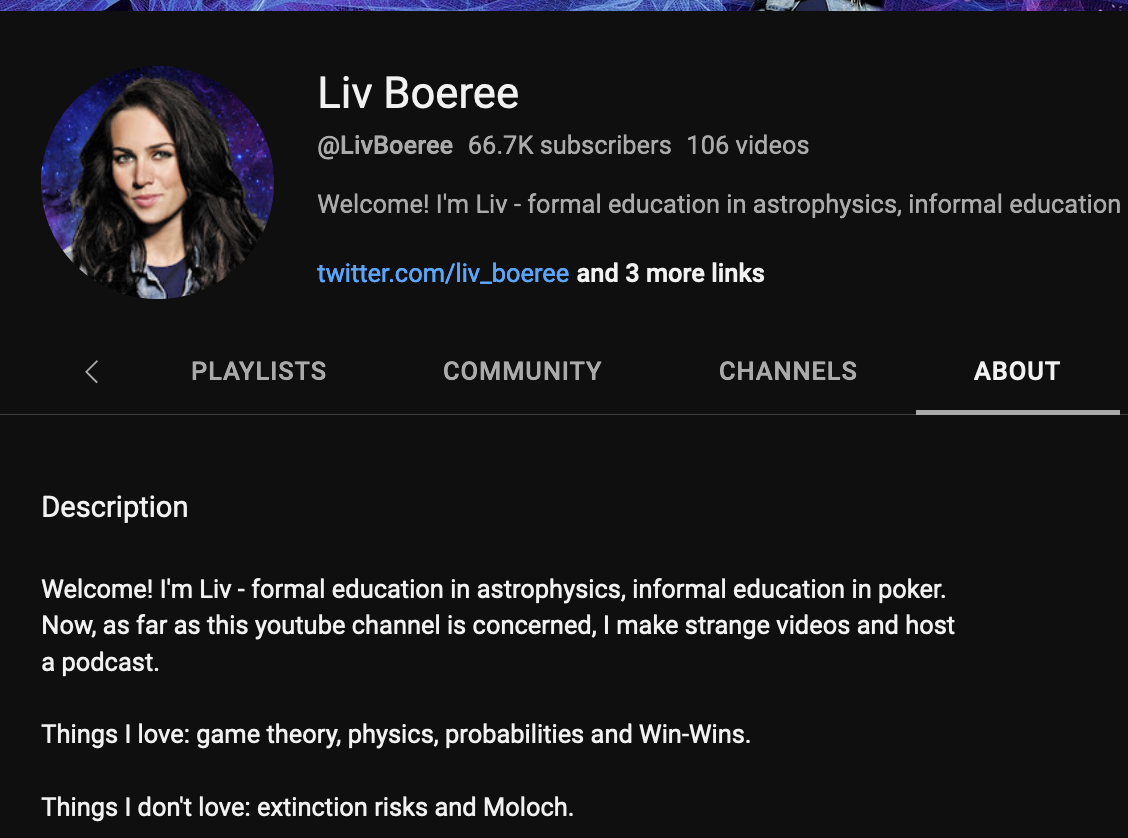 Liv Boeree
@LivBoeree 66.7K subscribers 106 videos
Welcome! I'm Liv - formal education in astrophysics, informal education
twitter.com/liv_boeree and 3 more links
PLAYLISTS COMMUNITY CHANNELS ABOUT
Description
Welcome! I'm Liv - formal education in astrophysics, informal education in poker.
Now, as far as this youtube channel is concerned, I make strange videos and host
a podcast.
Things I love: game theory, physics, probabilities and Win-Wins.
Things I don't love: extinction risks and Moloch.